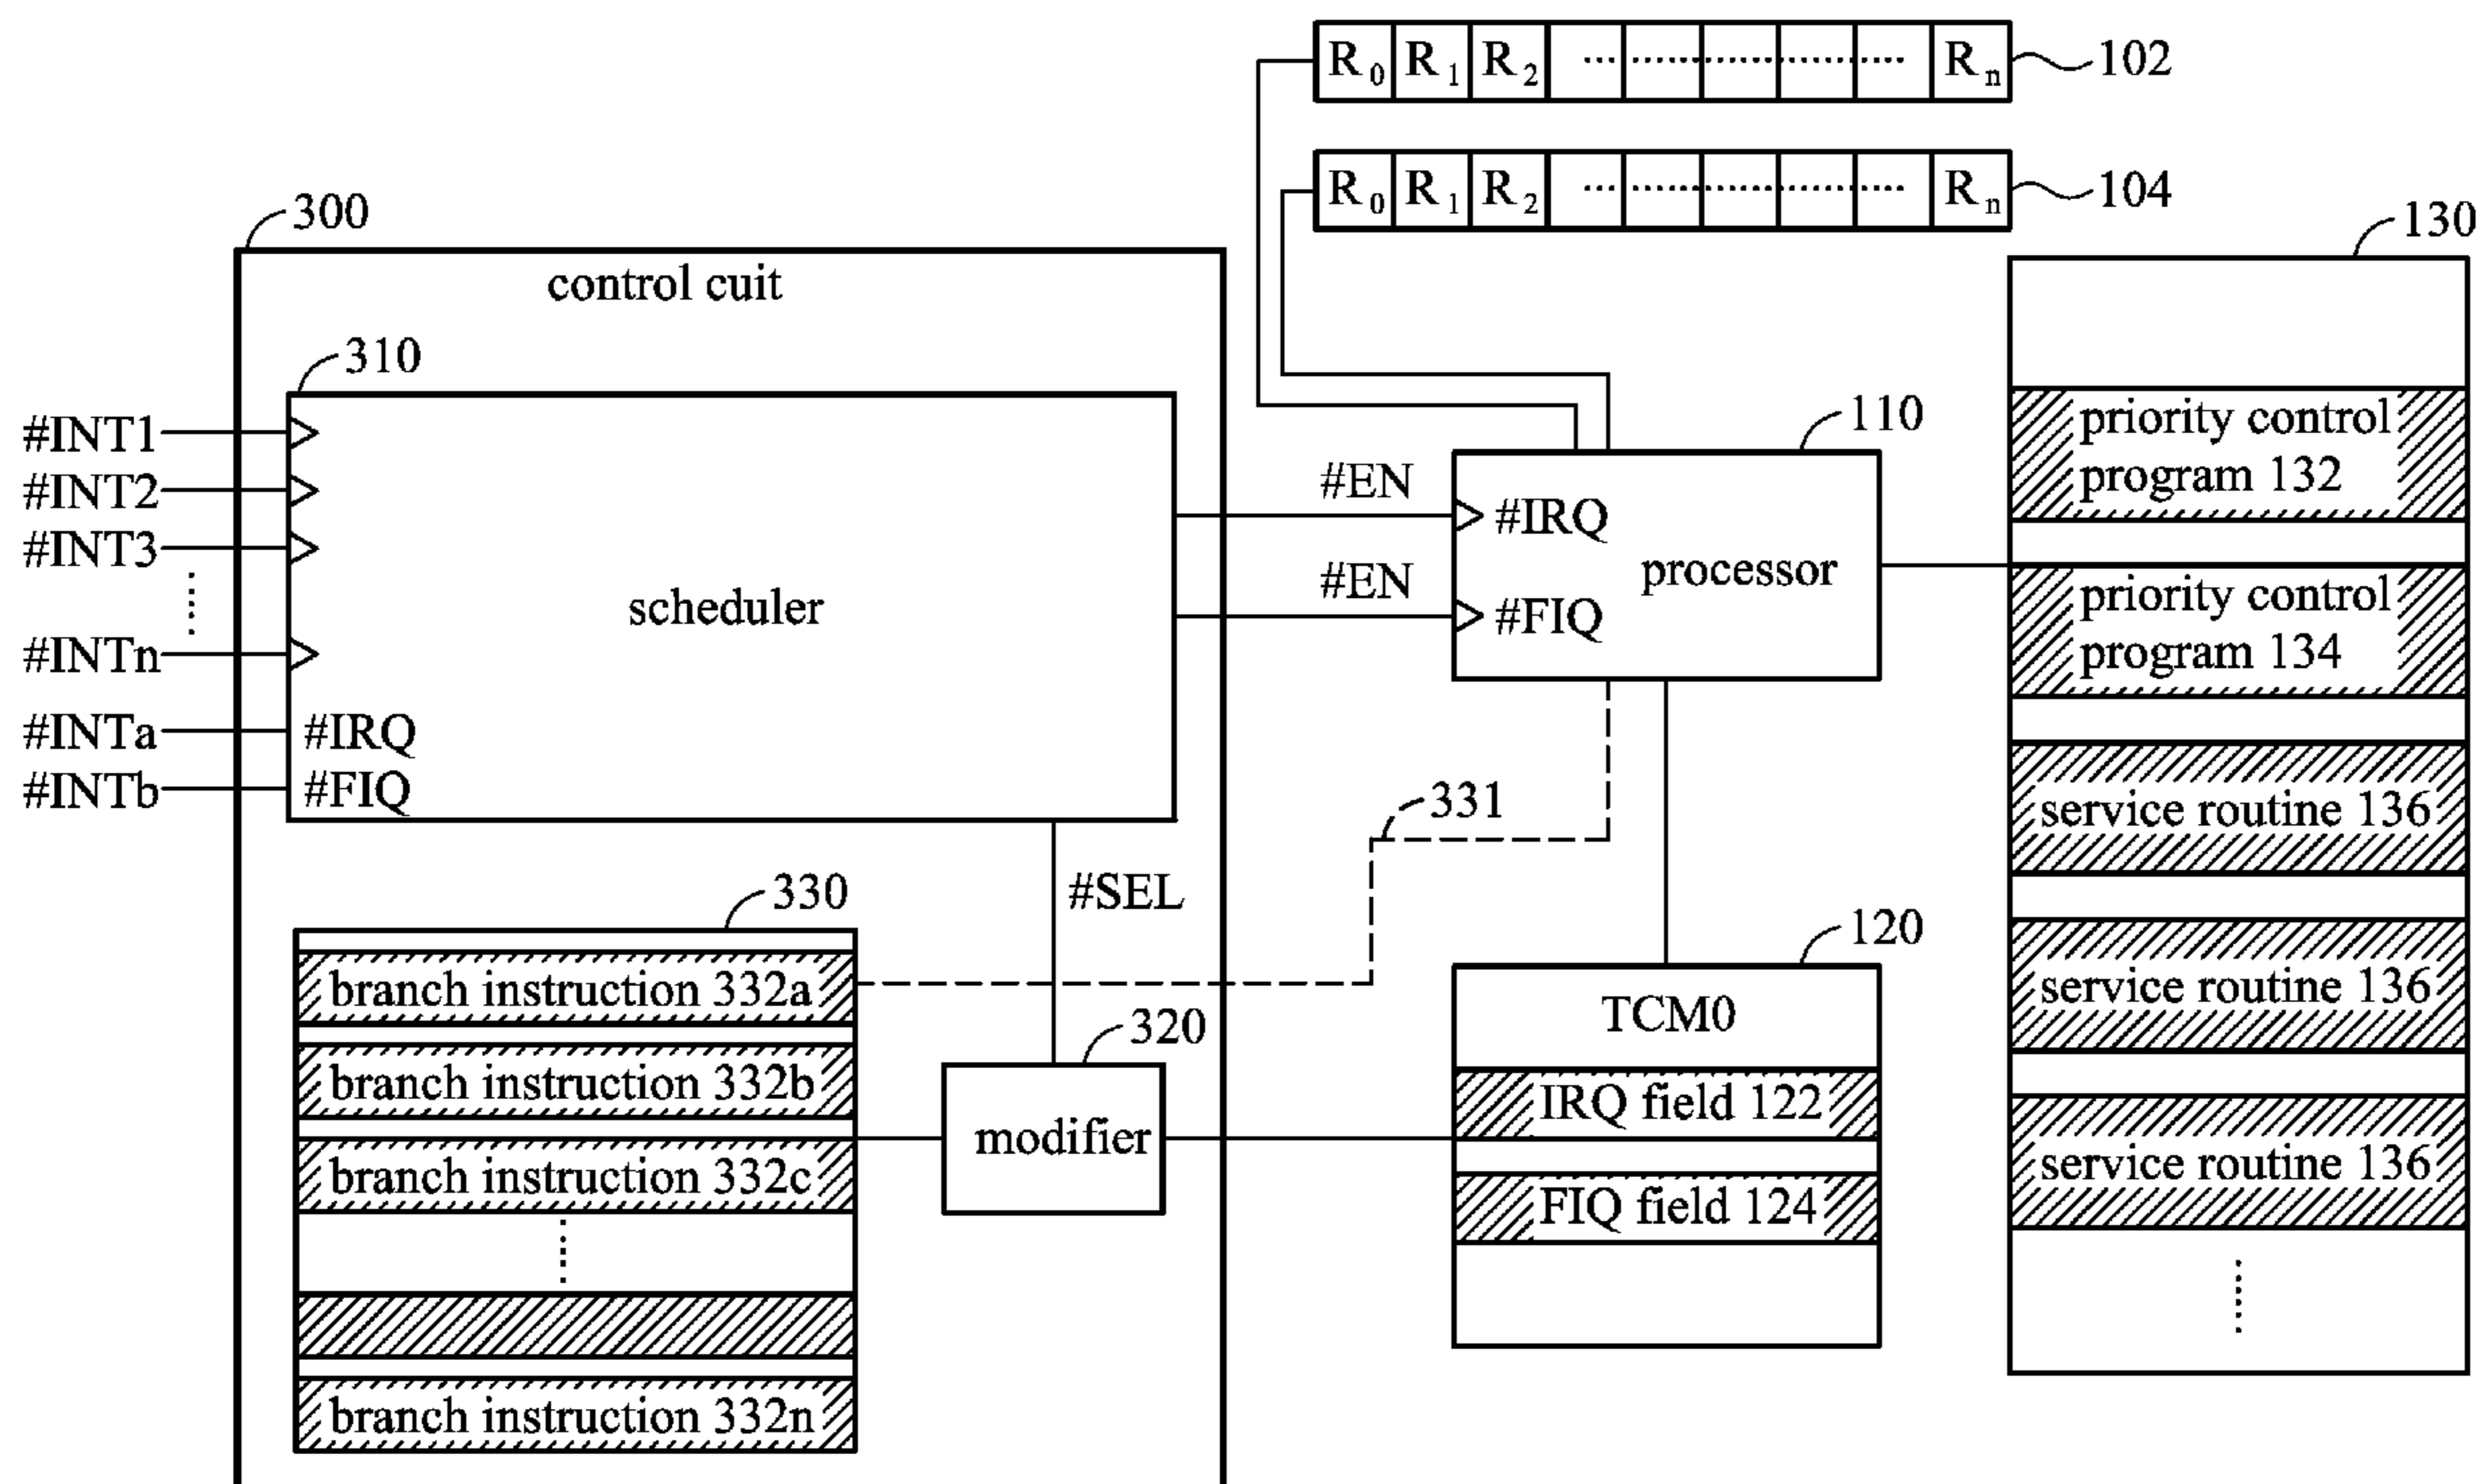 R0 R1 R2 ... Rn 102
R0 R1 R2 ... Rn 104
300
control cuit
310
#INT1
#INT2
#INT3
#INTn
#INTa
#INTb
scheduler
#IRQ
#FIQ
#EN
#EN
110
#IRQ
#FIQ
processor
130
priority control
program 132
priority control
program 134
service routine 136
service routine 136
service routine 136
331
#SEL
330
branch instruction 332a
branch instruction 332b
branch instruction 332c
branch instruction 332n
320
modifier
120
TCM0
IRQ field 122
FIQ field 124